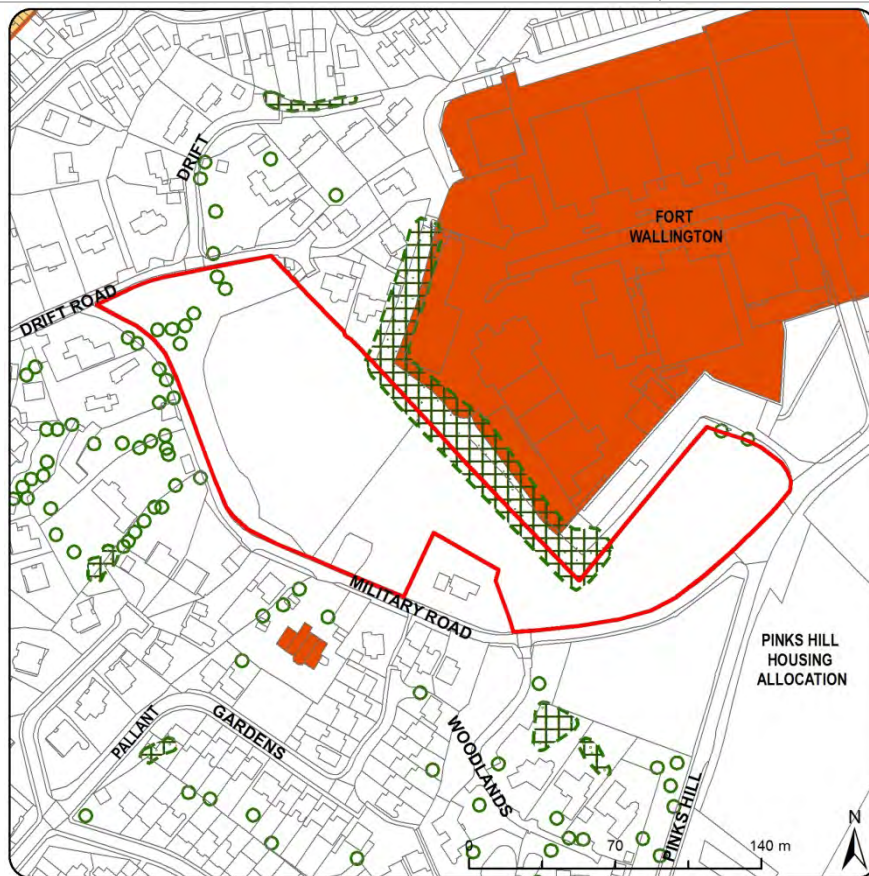 DRIFT
FORT
WALLINGTON
DRIFT ROAD
MILITARY ROAD
PINKS HILL
HOUSING
ALLOCATION
PALLANT
GARDENS
WOODLANDS
PINKS HILL
N
0 70 140 m